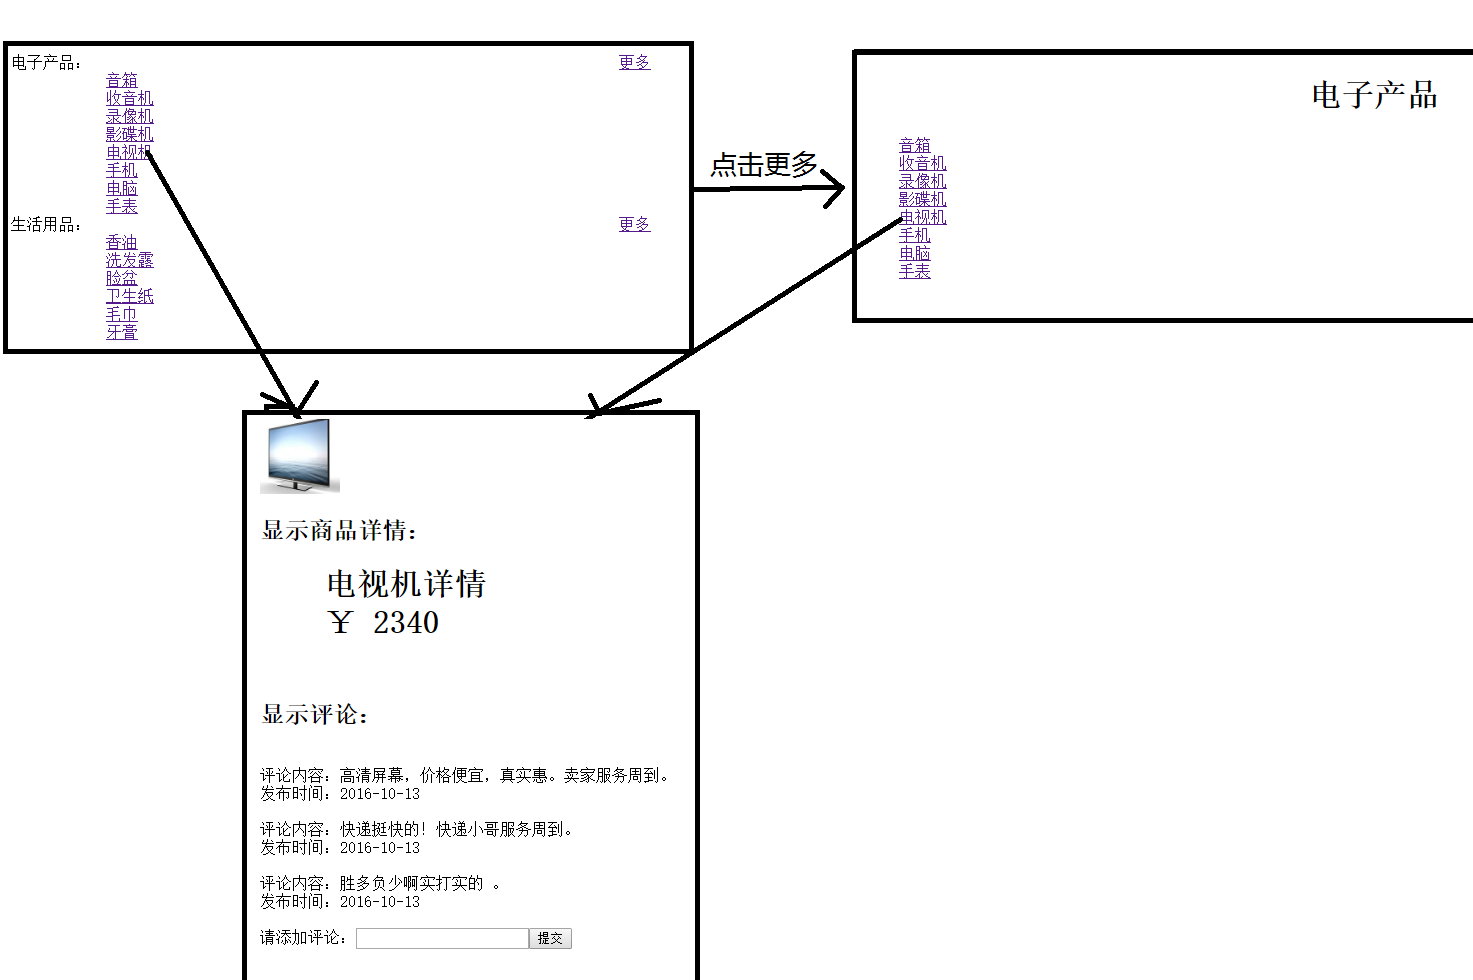 电子产品： 更多
音箱
收音机
录像机
影碟机
电视机
手机
电脑
手表
生活用品： 更多
香油
洗发露
脸盆
卫生纸
毛巾
牙膏
点击更多
电子产品
音箱
收音机
录像机
影碟机
电视机
手机
电脑
手表
显示商品详情：
电视机详情
￥ 2340
显示评论：
评论内容：高清屏幕，价格便宜，真实惠。卖家服务周到。
发布时间：2016-10-13
评论内容：快递挺快的！快递小哥服务周到。
发布时间：2016-10-13
评论内容：胜多负少啊实打实的 。
发布时间：2016-10-13
请添加评论： 提交